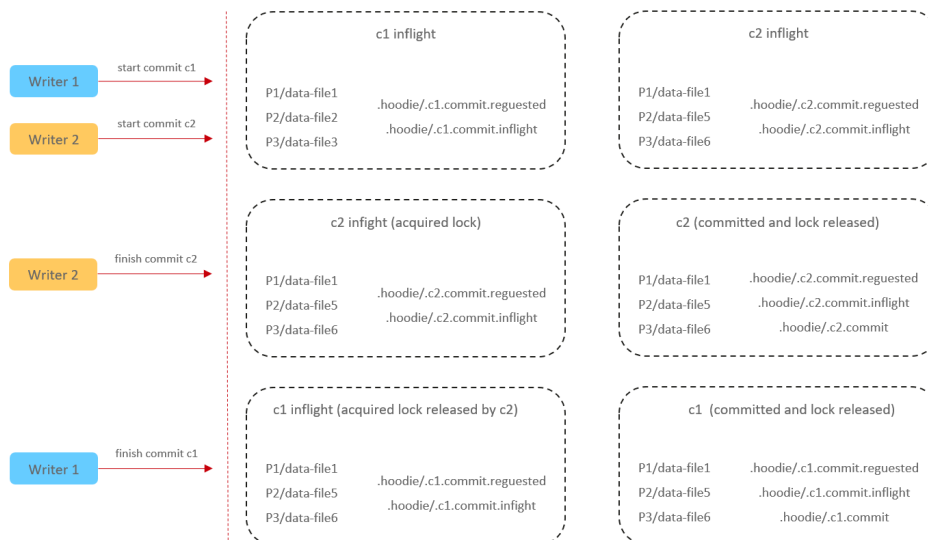 c1 inflight
c2 inflight
Writer 1
start commit c1
Writer 2
start commit c2
P1/data-file1
P2/data-file2
P3/data-file3
.hoodie/.c1.commit.reguested
.hoodie/.c1.commit.inflight
P1/data-file1
P2/data-file5
P3/data-file6
.hoodie/.c2.commit.reguested
.hoodie/.c2.commit.inflight
c2 infight (acquired lock)
c2 (committed and lock released)
Writer 2
finish commit c2
P1/data-file1
P2/data-file5
P3/data-file6
.hoodie/.c2.commit.reguested
.hoodie/.c2.commit.inflight
P1/data-file1
P2/data-file5
P3/data-file6
.hoodie/.c2.commit.reguested
.hoodie/.c2.commit.inflight
.hoodie/.c2.commit
c1 inflight (acquired lock released by c2)
c1 (committed and lock released)
Writer 1
finish commit c1
P1/data-file1
P2/data-file5
P3/data-file6
.hoodie/.c1.commit.reguested
.hoodie/.c1.commit.infight
P1/data-file1
P2/data-file5
P3/data-file6
.hoodie/.c1.commit.reguested
.hoodie/.c1.commit.inflight
.hoodie/.c1.commit